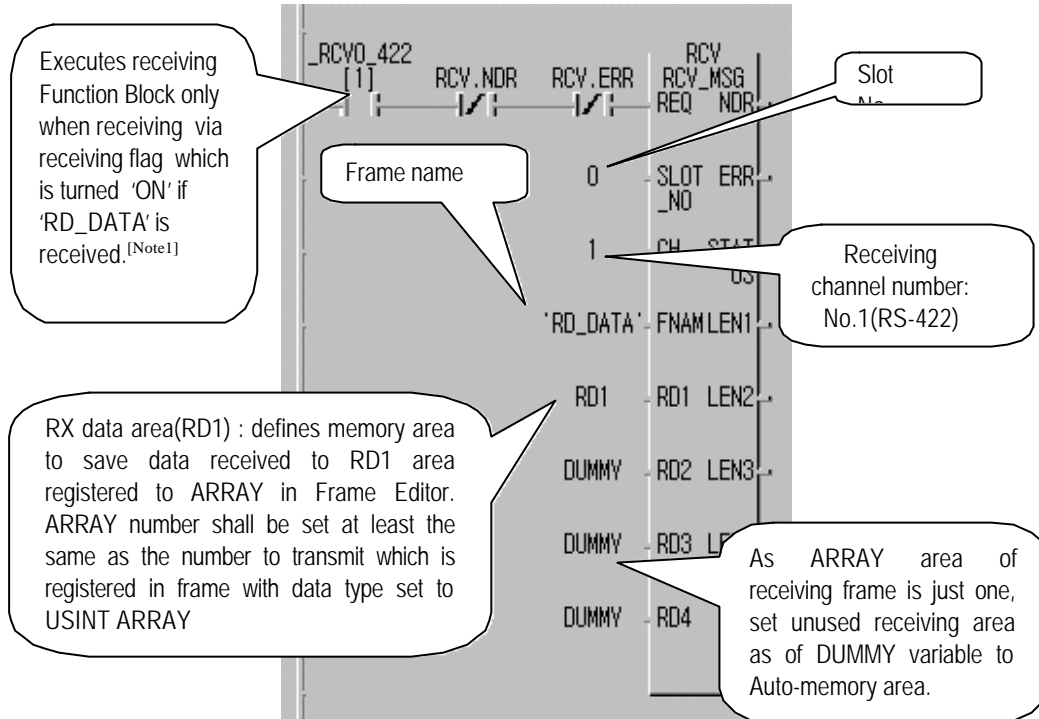 Executes receiving
Function Block only
when receiving via
receiving flag which
is turned 'ON' if
'RD_DATA' is
received.[Note1]
_RCV0_422
[1]
RCV.NDR
RCV.ERR
RCV
RCV_MSG
REQ NDR
Slot
Frame name
0
SLOT ERR
_NO
1
Receiving
channel number:
No.1(RS-422)
'RD_DATA'
FNAM LEN1
RX data area(RD1) : defines memory area
to save data received to RD1 area
registered to ARRAY in Frame Editor.
ARRAY number shall be set at least the
same as the number to transmit which is
registered in frame with data type set to
USINT ARRAY
RD1
RD1 LEN2
DUMMY
RD2 LEN3
DUMMY
RD3
DUMMY
RD4
As ARRAY area of
receiving frame is just one,
set unused receiving area
as of DUMMY variable to
Auto-memory area.